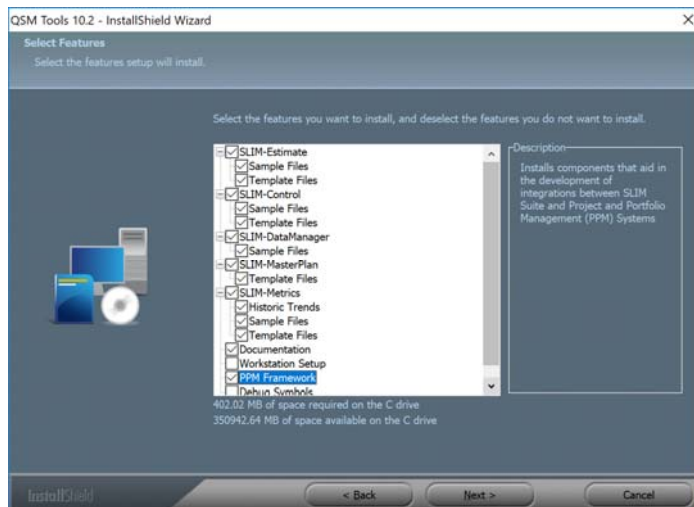 QSM Tools 10.2 - InstallShield Wizard
Select Features
Select the features setup will install.
Select the features you want to install, and deselect the features you do not want to install.
SLIM-Estimate
Sample Files
Template Files
SLIM-Control
Sample Files
Template Files
SLIM-DataManager
Sample Files
SLIM-MasterPlan
Template Files
SLIM-Metrics
Historic Trends
Sample Files
Template Files
Documentation
Workstation Setup
PPM Framework
Debug Symbols
Description
Installs components that aid in
the development of
integrations between SLIM
Suite and Project and Portfolio
Management (PPM) Systems
402.02 MB of space required on the C drive
350942.64 MB of space available on the C drive
InstallShield
< Back
Next >
Cancel